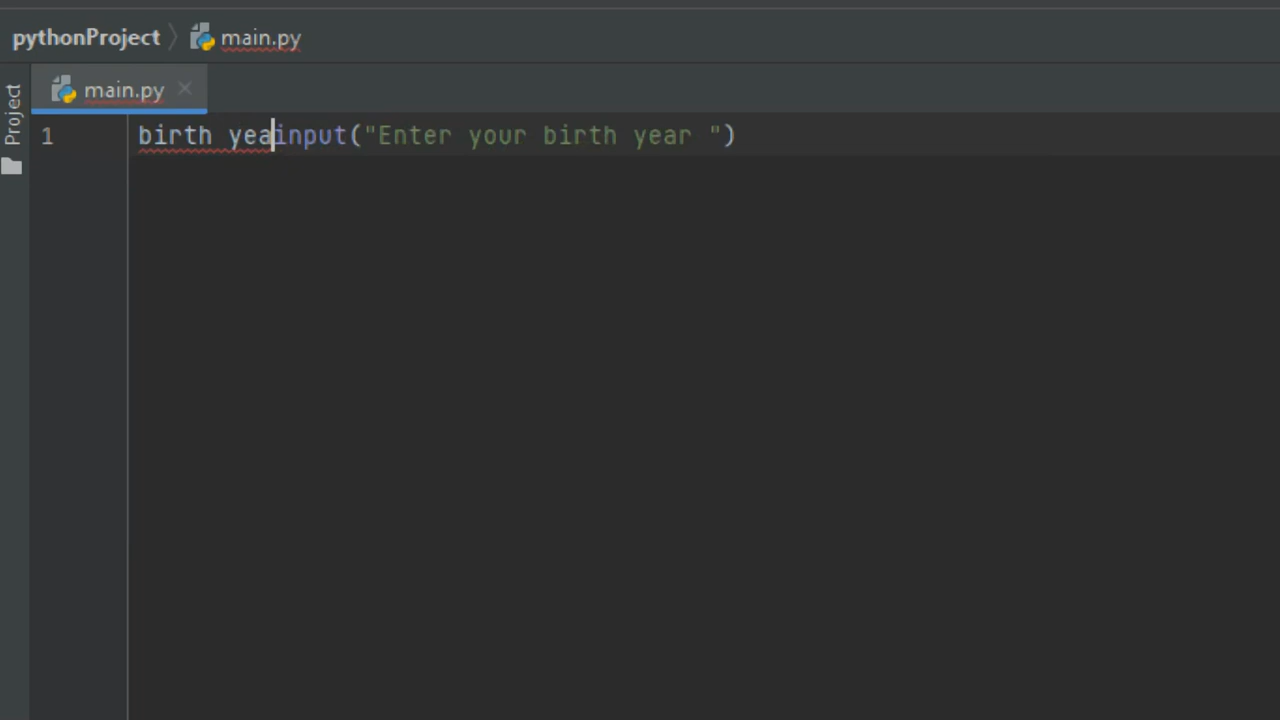 pythonProject main.py
main.py
Project
1 birth yeainput("Enter your birth year ")